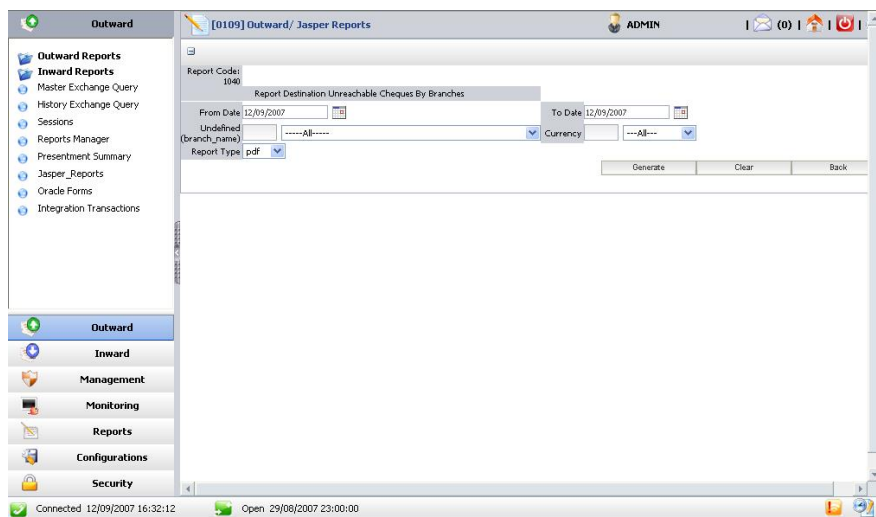 Outward
[0109] Outward/ Jasper Reports
ADMIN
| (0) | | |
Outward Reports
Inward Reports
Master Exchange Query
History Exchange Query
Sessions
Reports Manager
Presentment Summary
Jasper_Reports
Oracle Forms
Integration Transactions
Report Code:
1040
Report Destination Unreachable Cheques By Branches
From Date 12/09/2007 To Date 12/09/2007
Undefined
(branch_name) -----All----- Currency ---All---
Report Type pdf
Generate Clear Back
Outward
Inward
Management
Monitoring
Reports
Configurations
Security
Connected 12/09/2007 16:32:12 Open 29/08/2007 23:00:00